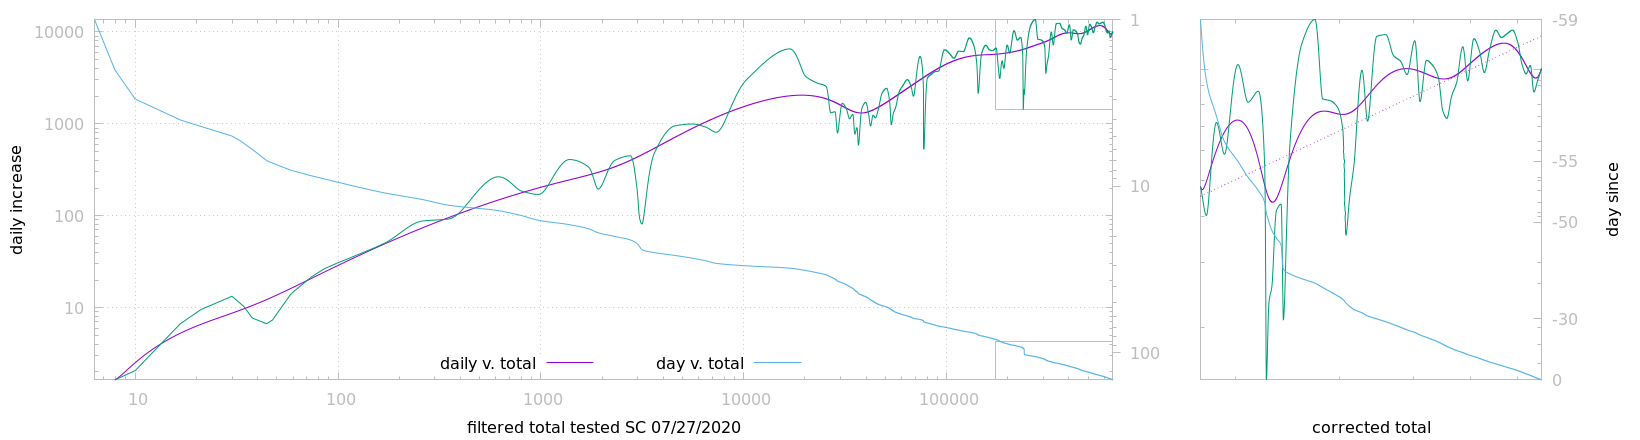 daily increase
10000
1000
100
10
1
10
100
daily v. total
day v. total
10
100
1000
10000
100000
filtered total tested SC 07/27/2020
-59
-55
-50
-30
0
day since
corrected total